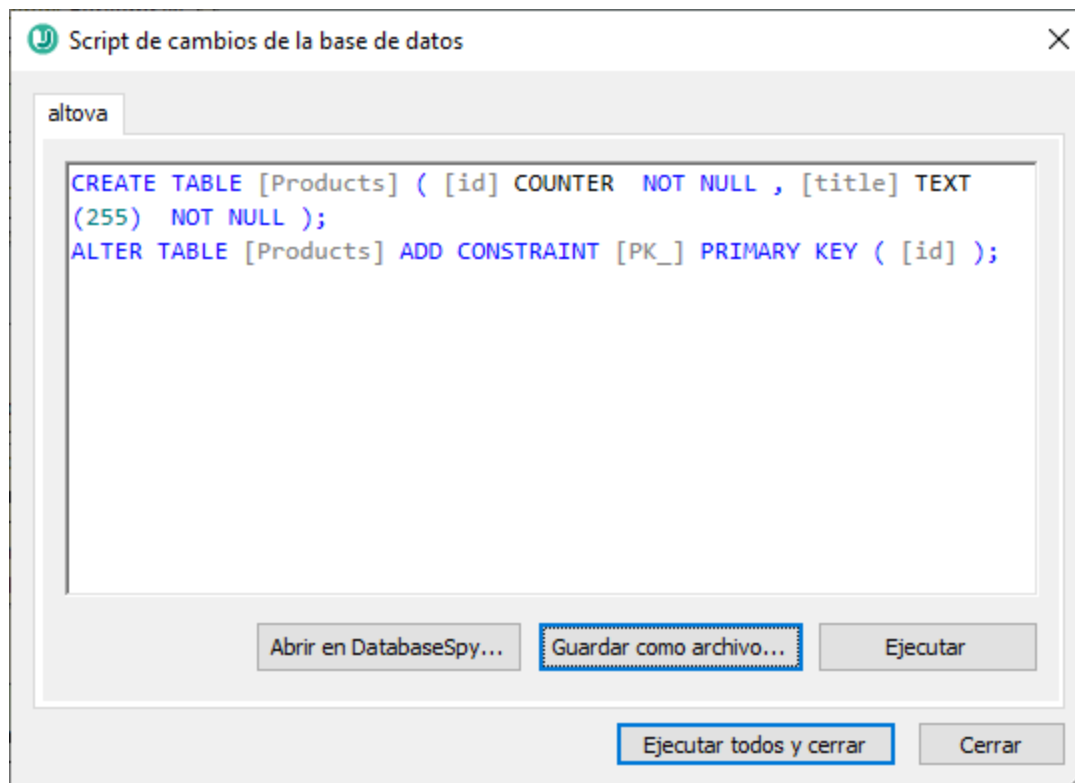 Script de cambios de la base de datos
altova
CREATE TABLE [Products] ( [id] COUNTER  NOT NULL , [title] TEXT
(255)  NOT NULL );
ALTER TABLE [Products] ADD CONSTRAINT [PK_] PRIMARY KEY ( [id] );
Abrir en DatabaseSpy...
Guardar como archivo...
Ejecutar
Ejecutar todos y cerrar
Cerrar